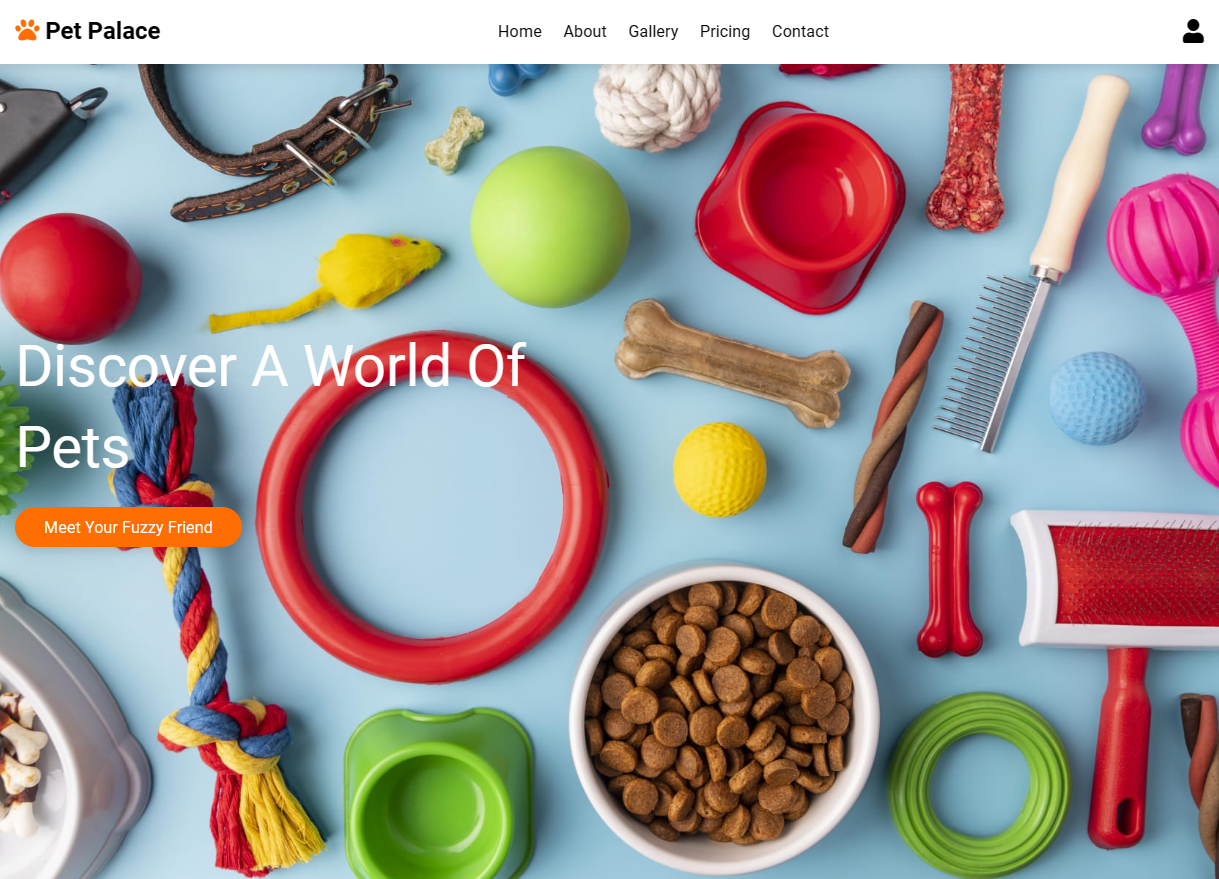 Pet Palace
Home About Gallery Pricing Contact
Discover A World Of
Pets
Meet Your Fuzzy Friend